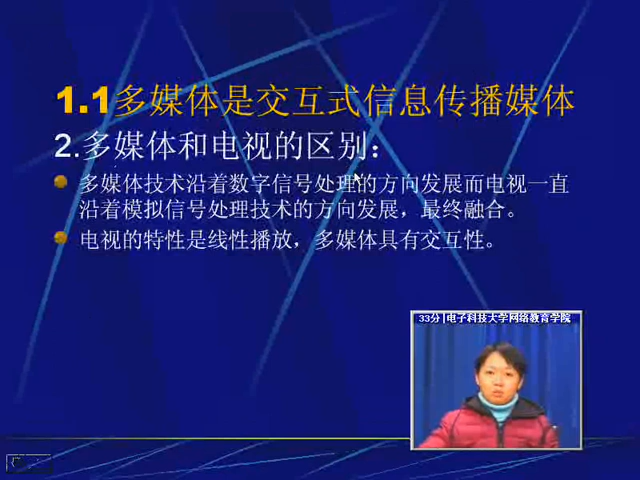 1.1多媒体是交互式信息传播媒体
2.多媒体和电视的区别：
多媒体技术沿着数字信号处理的方向发展而电视一直
沿着模拟信号处理技术的方向发展，最终融合。
电视的特性是线性播放，多媒体具有交互性。
33分|电子科技大学网络教育学院